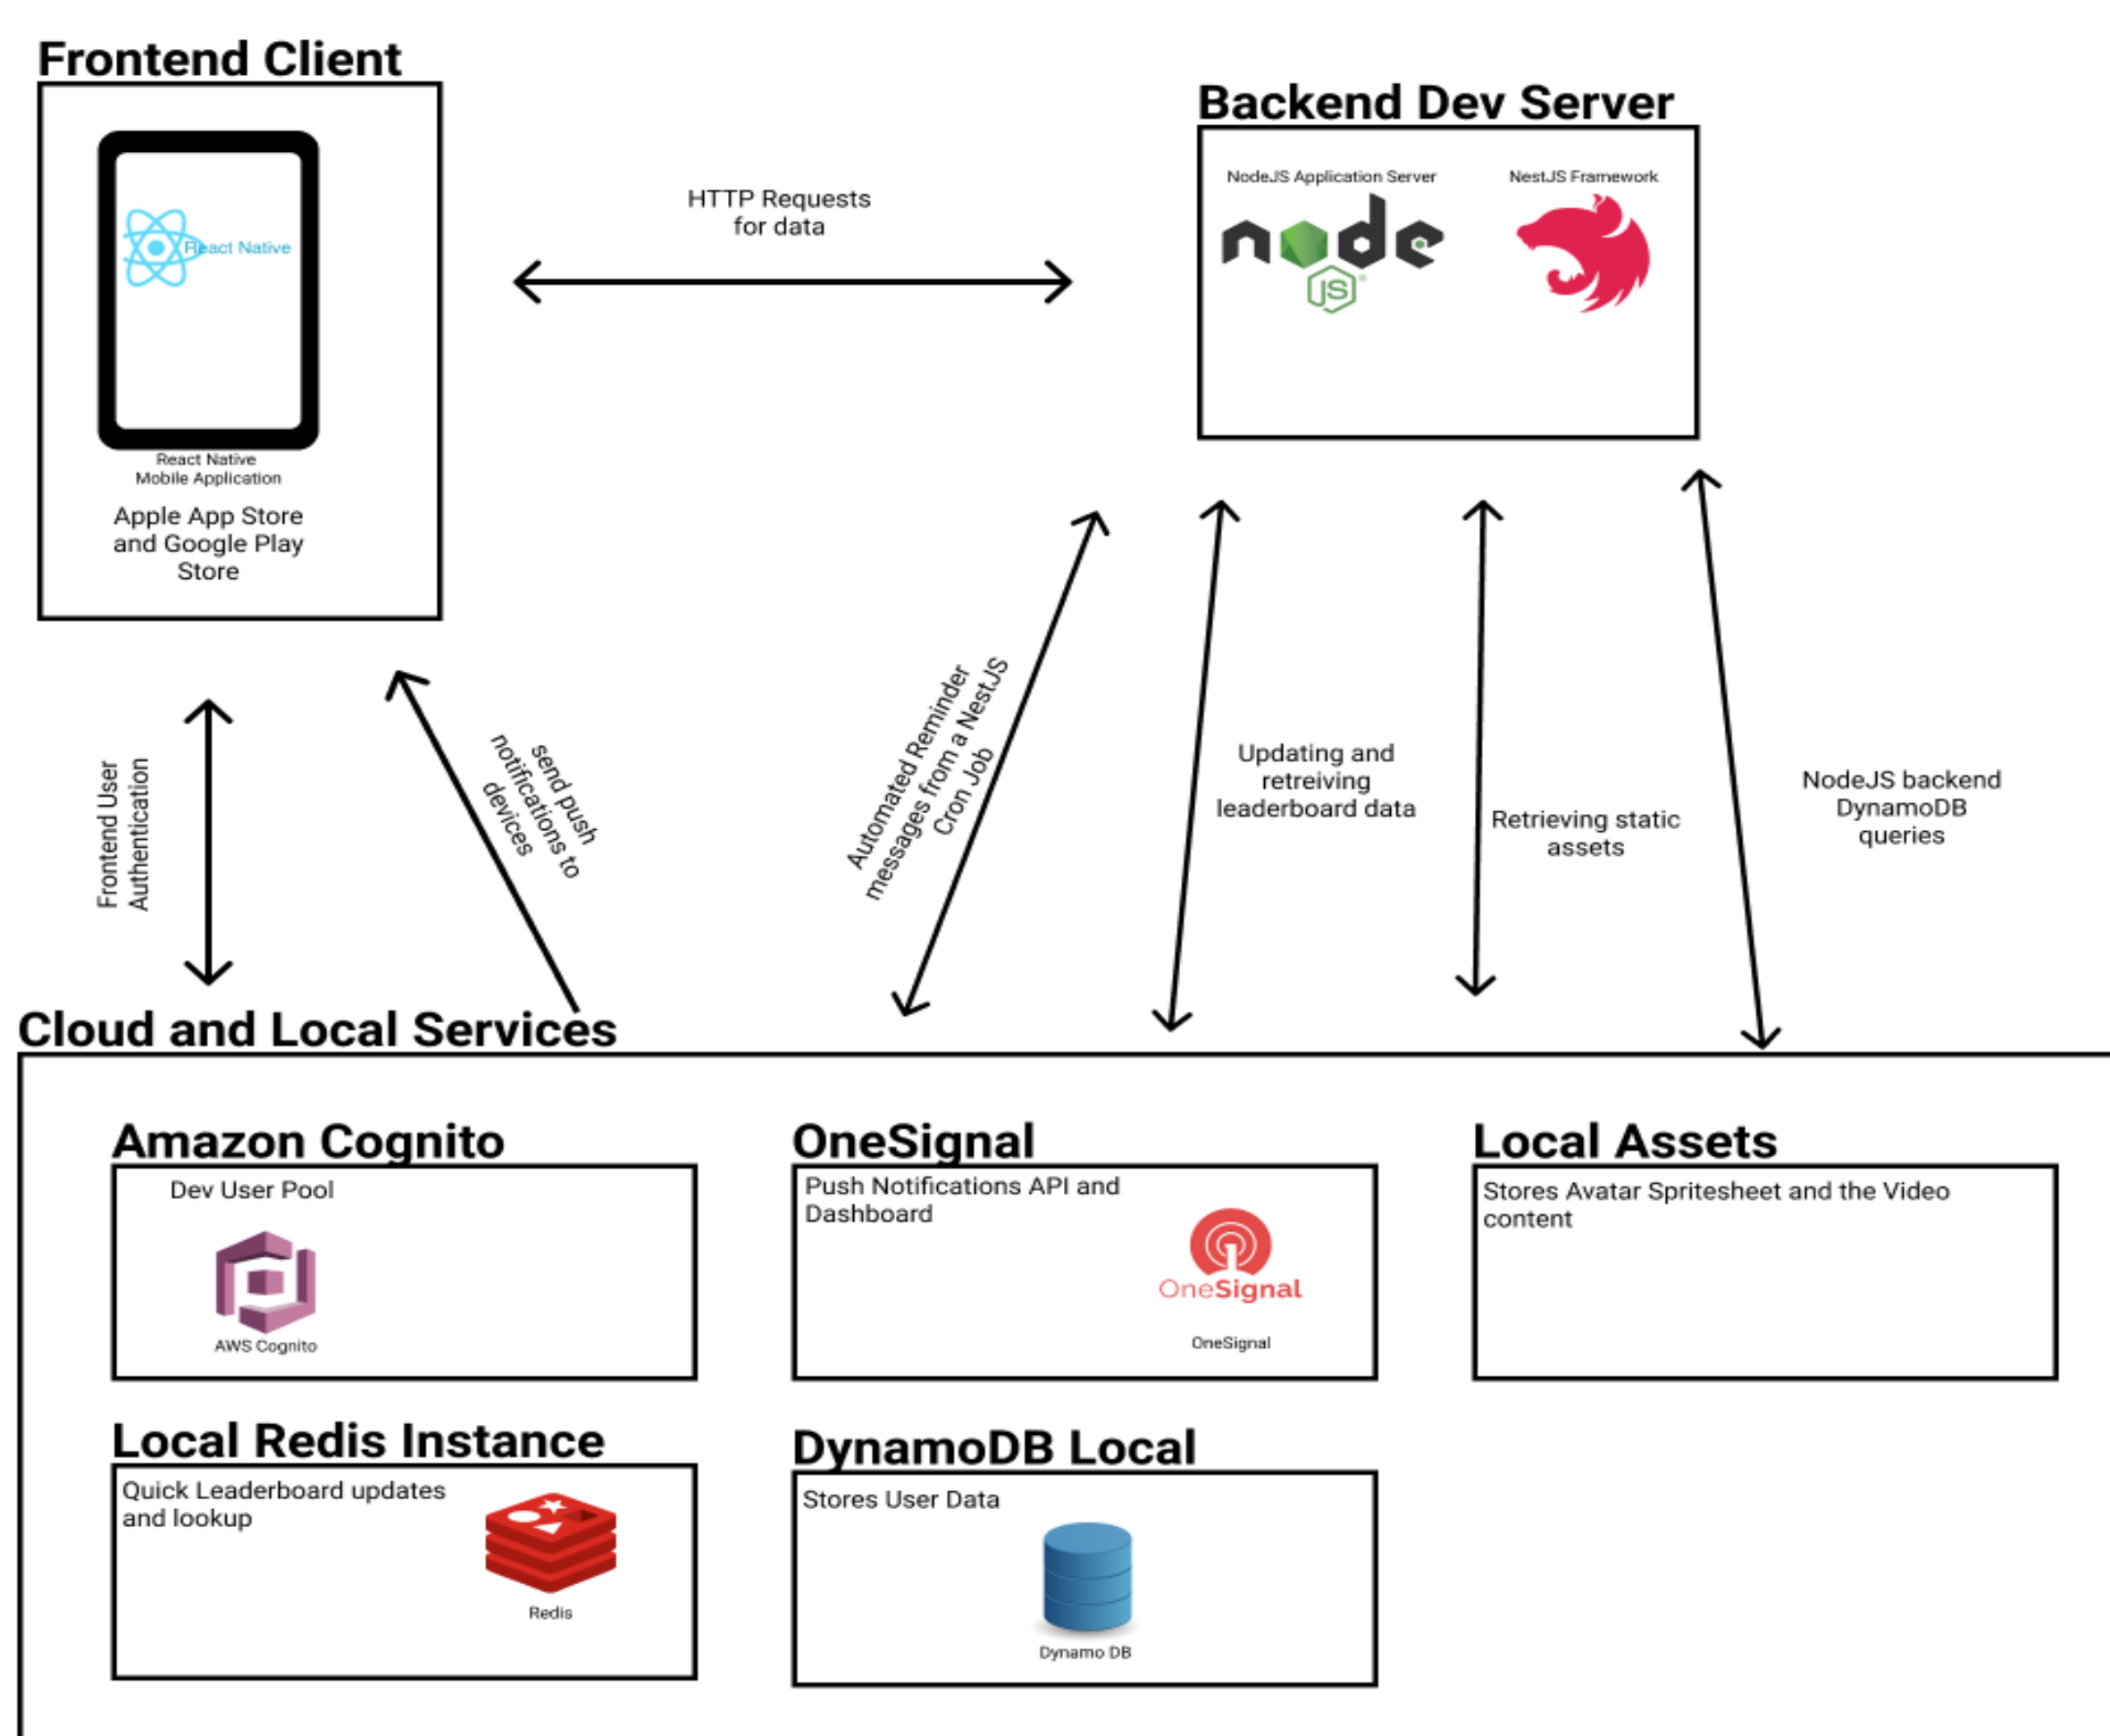 Frontend Client
React Native
React Native
Mobile Application
Apple App Store
and Google Play
Store
HTTP Requests
for data
Backend Dev Server
NodeJS Application Server
NestJS Framework
node
JS
Frontend User
Authentication
send push
notifications to
devices
Automated Reminder
messages from a NestJS
Cron Job
Updating and
retreiving
leaderboard data
Retrieving static
assets
NodeJS backend
DynamoDB
queries
Cloud and Local Services
Amazon Cognito
Dev User Pool
AWS Cognito
OneSignal
Push Notifications API and
Dashboard
OneSignal
OneSignal
Local Assets
Stores Avatar Spritesheet and the Video
content
Local Redis Instance
Quick Leaderboard updates
and lookup
Redis
DynamoDB Local
Stores User Data
Dynamo DB